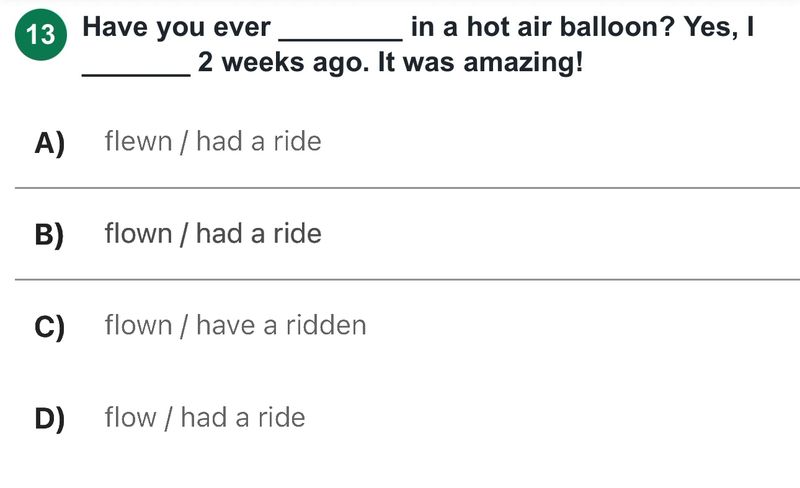 13 Have you ever ________ in a hot air balloon? Yes, I
_______ 2 weeks ago. It was amazing!
A) flewn / had a ride
B) flown / had a ride
C) flown / have a ridden
D) flow / had a ride